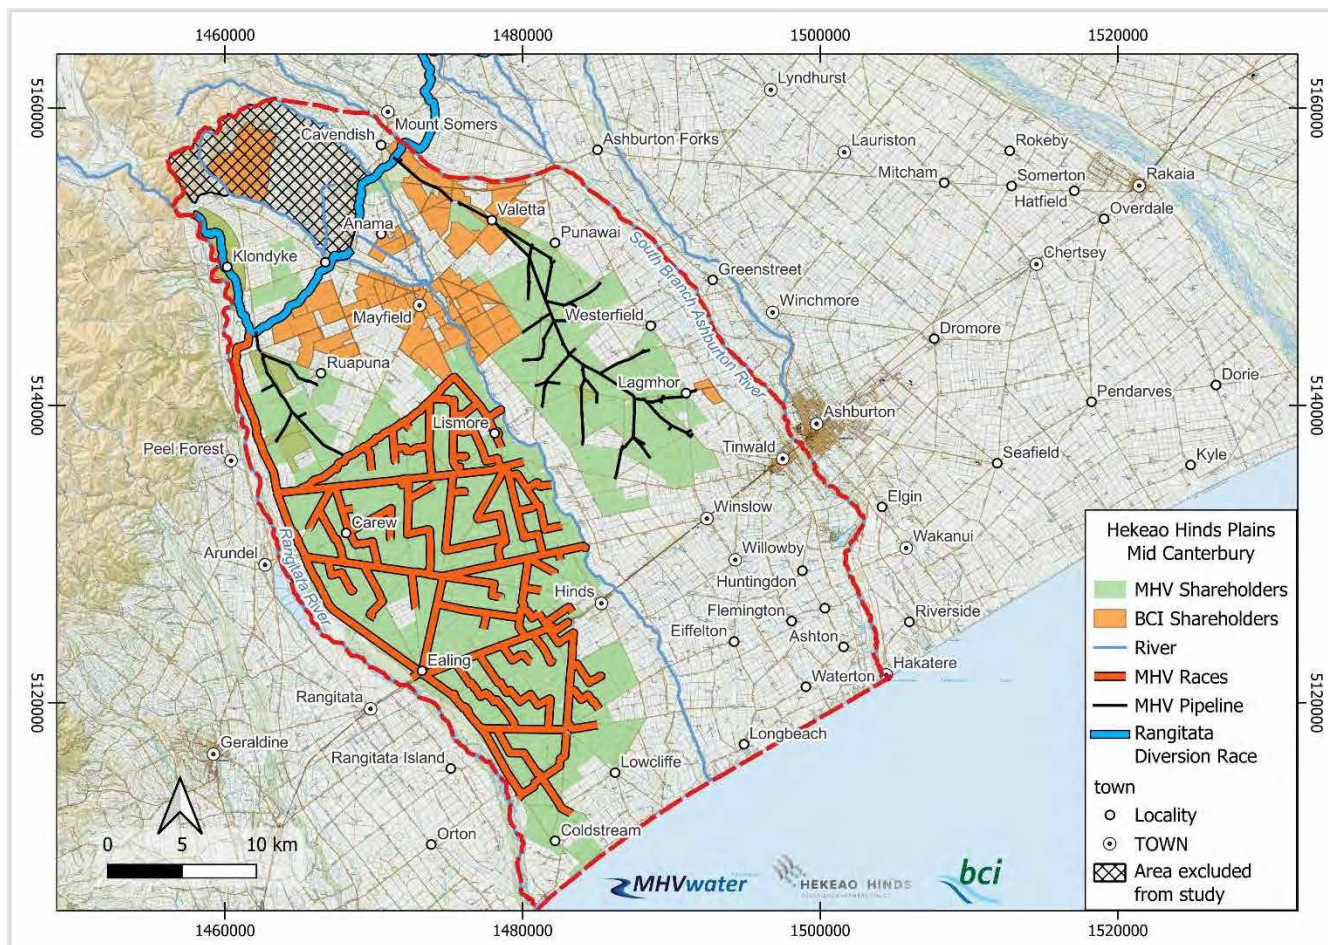 1460000
1480000
1500000
1520000
5160000
5160000
Lyndhurst
Mount Somers
Cavendish
Ashburton Forks
Lauriston
Rokeby
Mitcham
Somerton
Rakaia
Hatfield
Overdale
Valetta
Anama
Punawai
Chertsey
Klondyke
South Branch Ashburton River
Greenstreet
Winchmore
Mayfield
Westerfield
Dromore
Ruapuna
Lagmhor
Dorie
Pendarves
5140000
5140000
Lismore
Ashburton
Peel Forest
Tinwald
Seafield
Kyle
Winslow
Elgin
Carew
Arundel
Rangitata River
Willowby
Wakanui
Huntingdon
Hinds
Flemington
Riverside
Eiffelton
Ashton
Ealing
Waterton
Hakatere
Rangitata
5120000
5120000
Geraldine
Longbeach
Rangitata Island
Lowcliffe
Orton
Coldstream
Hekeao Hinds Plains
Mid Canterbury
MHV Shareholders
BCI Shareholders
River
MHV Races
MHV Pipeline
Rangitata
Diversion Race
town
Locality
TOWN
Area excluded
from study
0 5 10 km
MHVwater
HEKEAO HINDS
bci
1460000
1480000
1500000
1520000